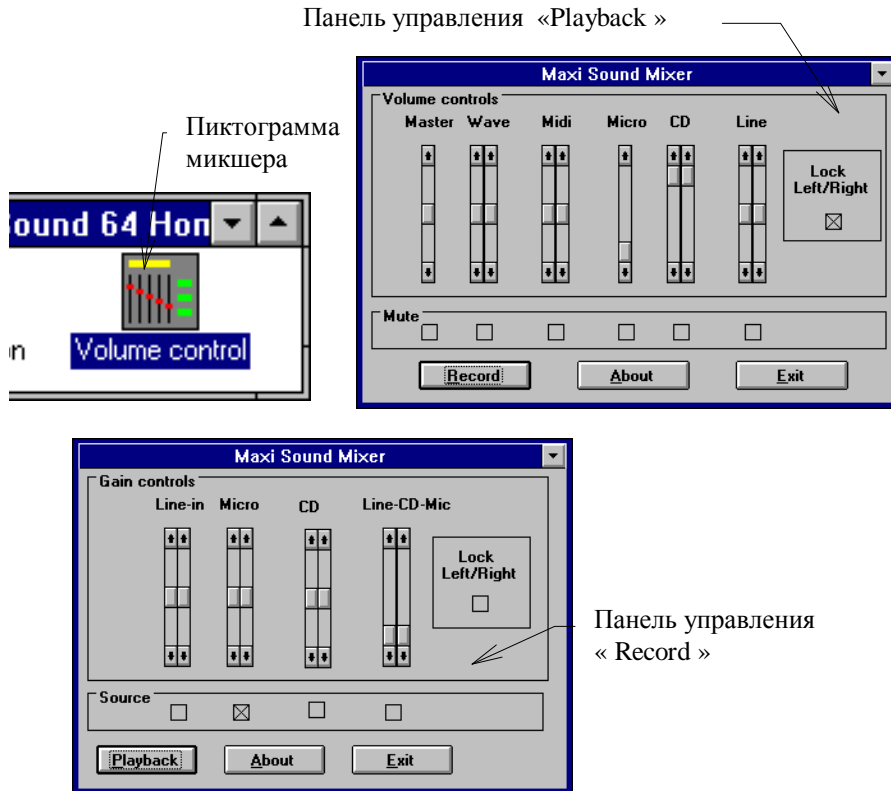 Панель управления «Playback »
Maxi Sound Mixer
Volume controls
Master Wave Midi Micro CD Line
Lock
Left/Right
Mute
Record About Exit
Пиктограмма
микшера
ound 64 Hon
on Volume control
Maxi Sound Mixer
Gain controls
Line-in Micro CD Line-CD-Mic
Lock
Left/Right
Source
Playback About Exit
Панель управления
« Record »